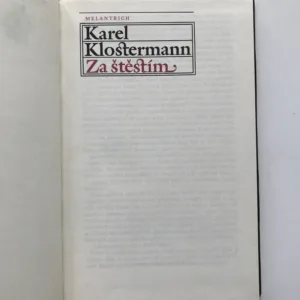 MELANTRICH
Karel
Klostermann
Za štěstím